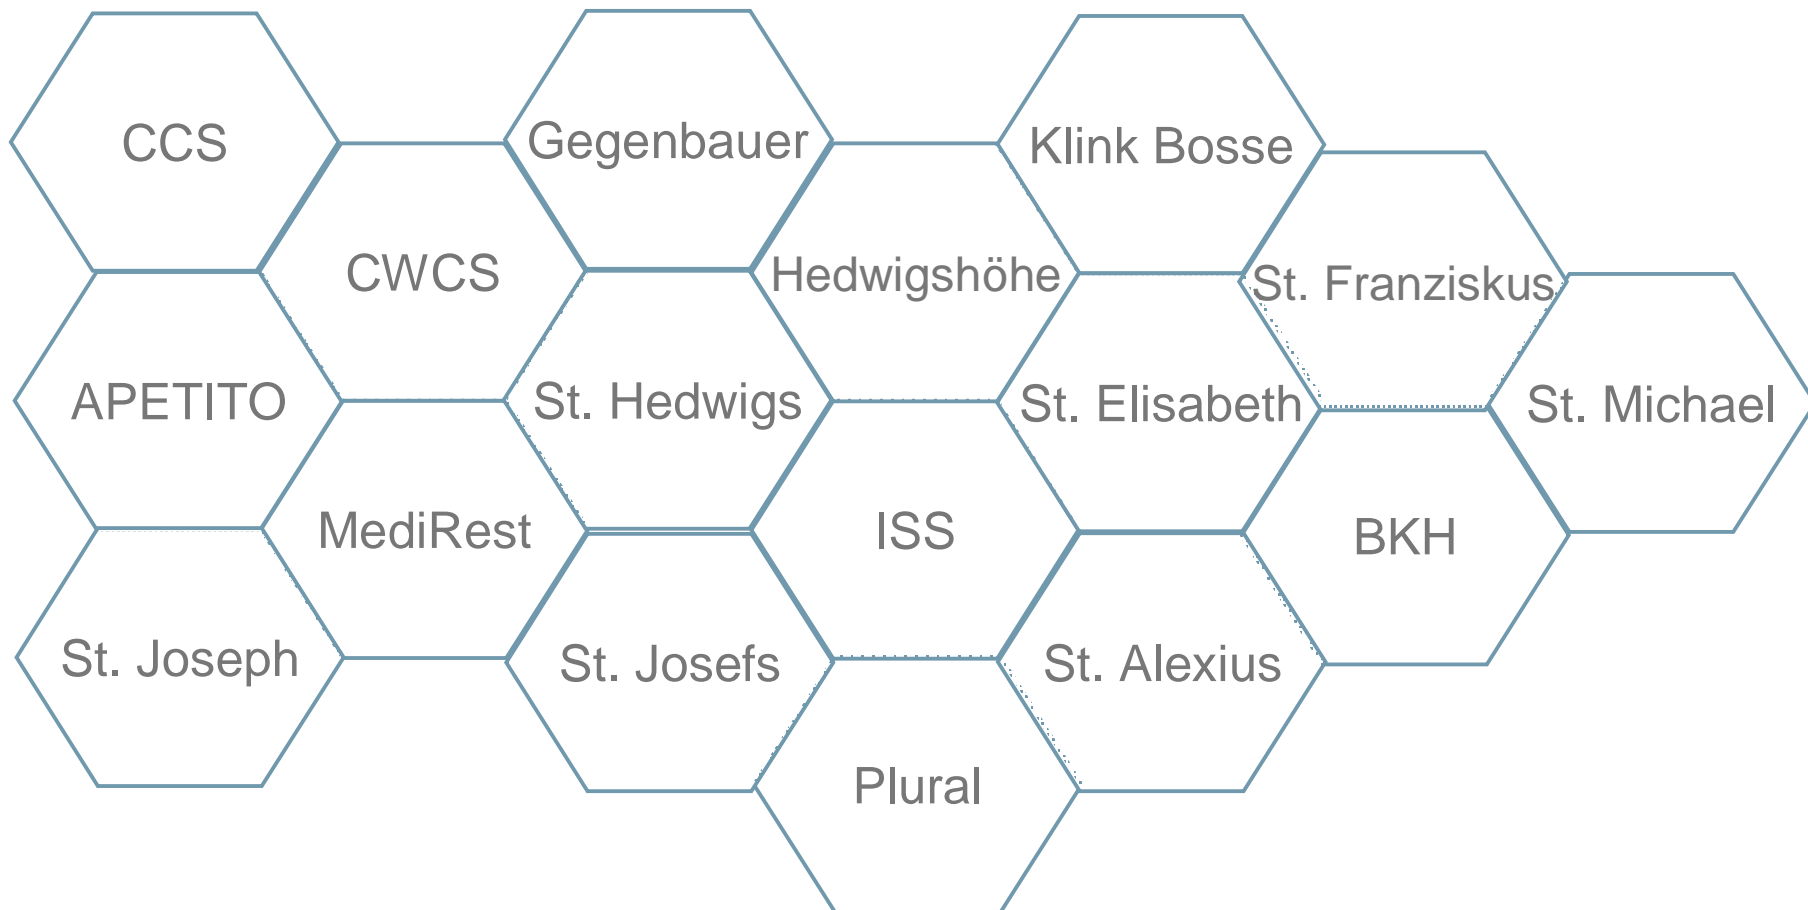 CCS
Gegenbauer
Klink Bosse
CWCS
Hedwigshöhe
St. Franziskus
APETITO
St. Hedwigs
St. Elisabeth
St. Michael
MediRest
ISS
BKH
St. Joseph
St. Josefs
St. Alexius
Plural